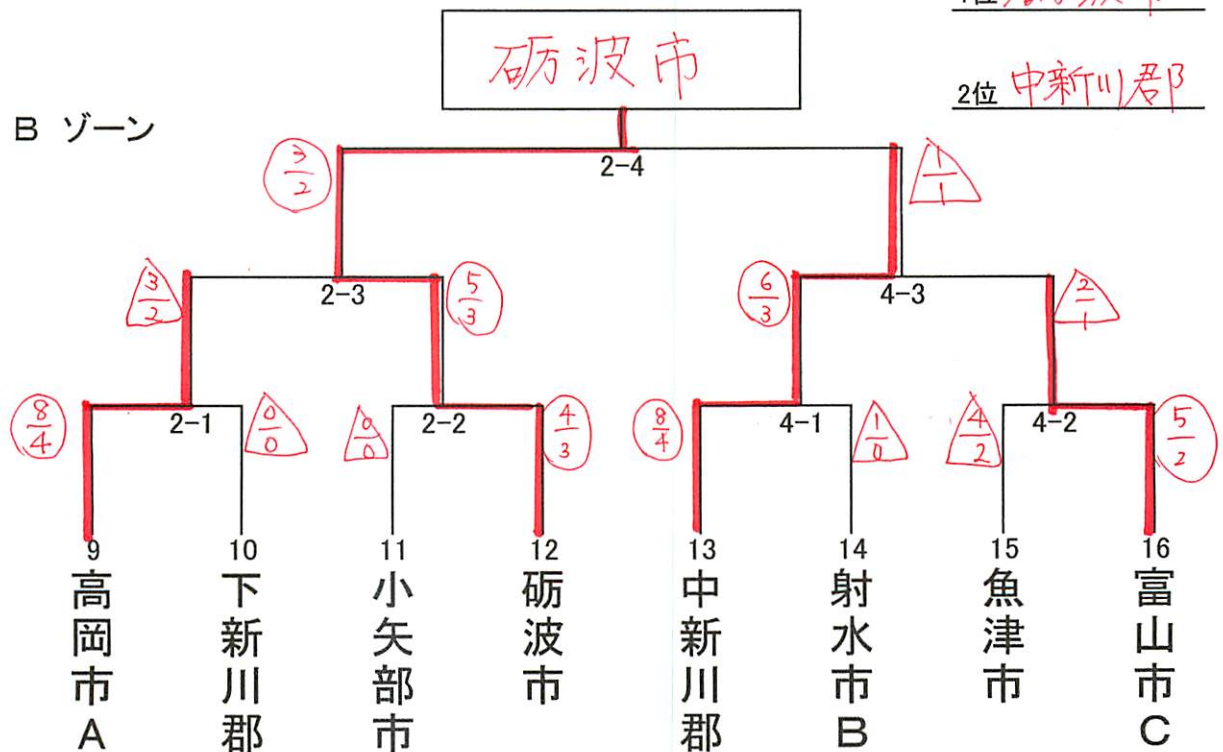 砺波市
2位 中新川郡
B ゾーン
3/2
2-4
1/1
3/2
2-3
5/3
6/3
4-3
2/1
8/4
2-1
0/0
0/0
2-2
4/3
8/4
4-1
1/0
4/2
4-2
5/2
9
10
11
12
13
14
15
16
高岡市A
下新川郡
小矢部市
砺波市
中新川郡
射水市B
魚津市
富山市C